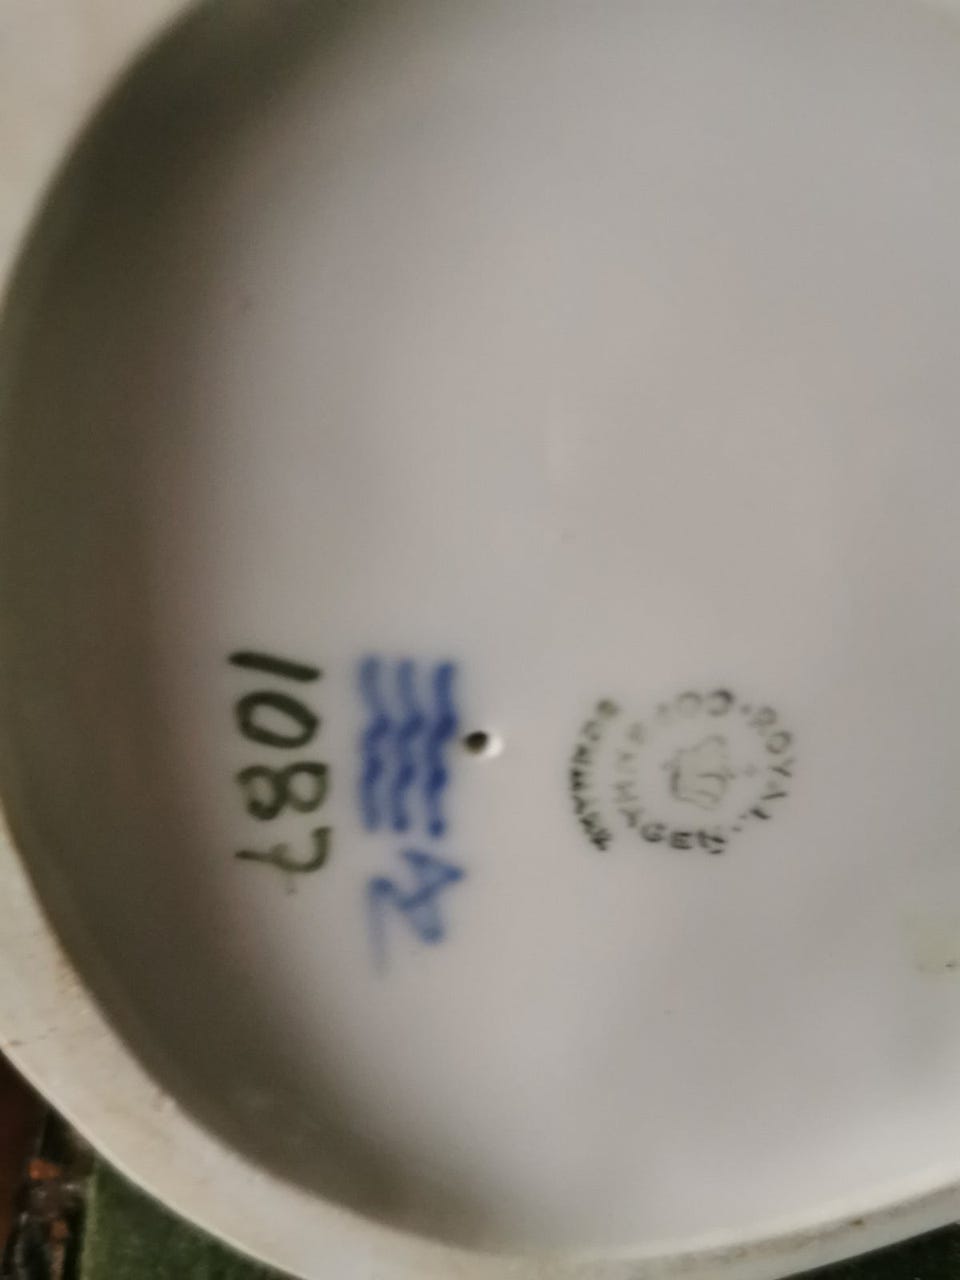 ROYAL COPENHAGEN
DENMARK
1087